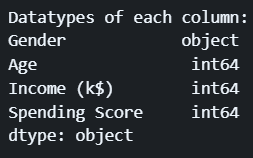 Datatypes of each column:
Gender object
Age int64
Income (k$) int64
Spending Score int64
dtype: object